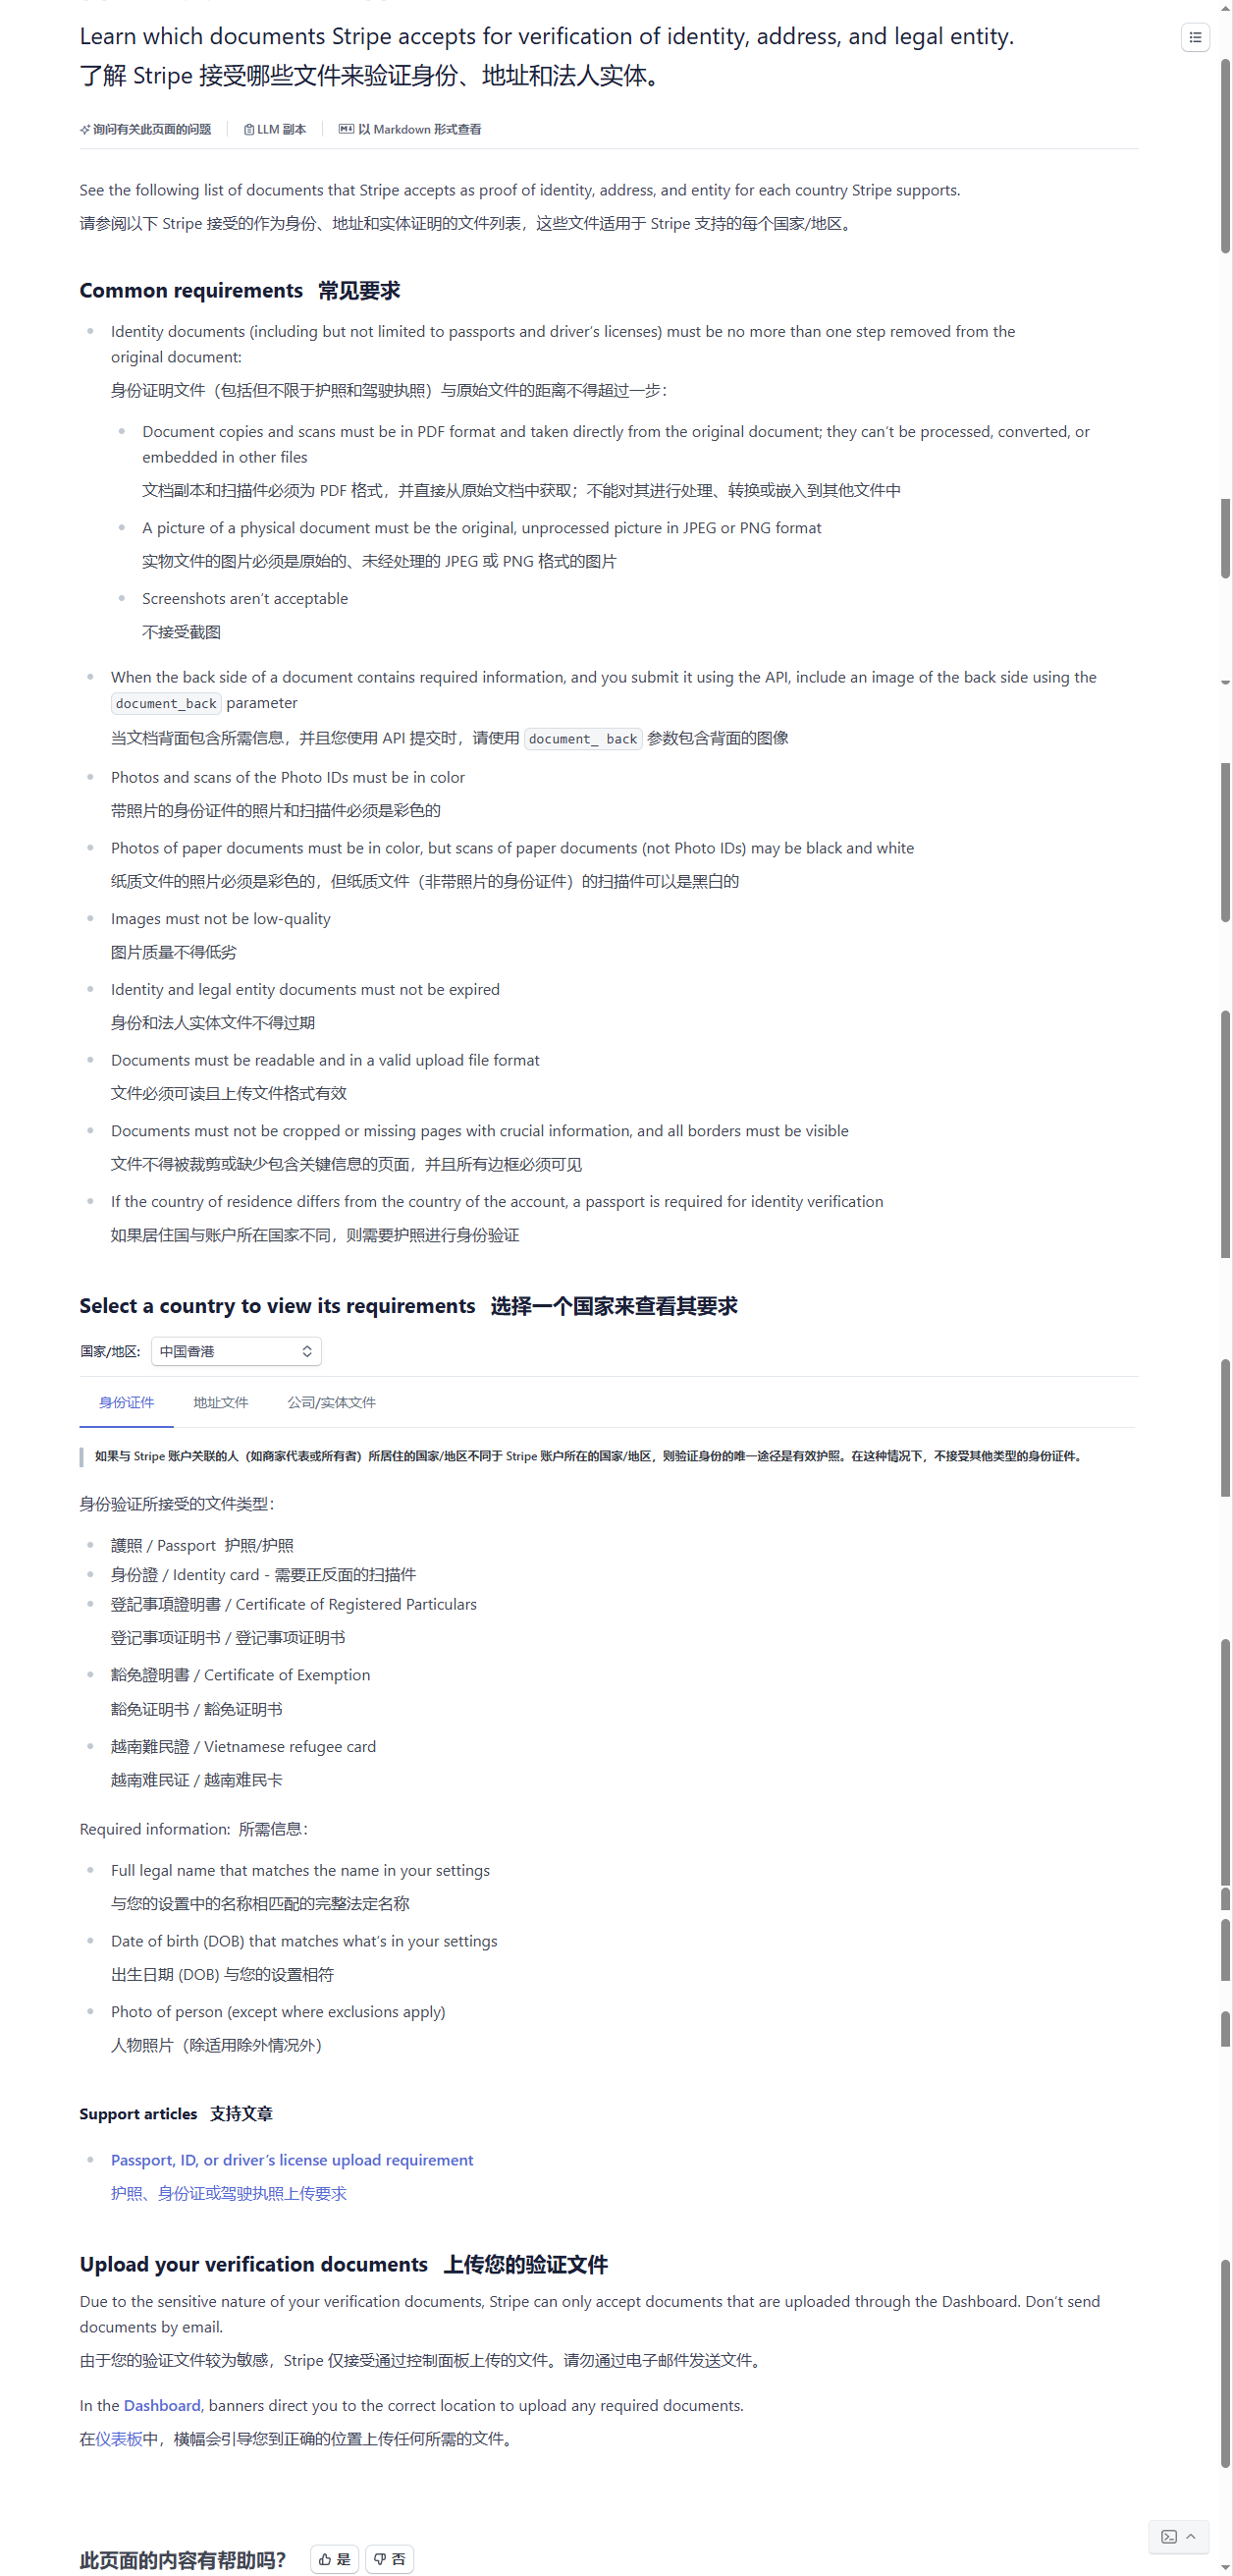 Learn which documents Stripe accepts for verification of identity, address, and legal entity.
了解 Stripe 接受哪些文件来验证身份、地址和法人实体。
询问有关此页面的问题
LLM 副本
以 Markdown 形式查看
See the following list of documents that Stripe accepts as proof of identity, address, and entity for each country Stripe supports.
请参阅以下 Stripe 接受的作为身份、地址和实体证明的文件列表，这些文件适用于 Stripe 支持的每个国家/地区。
Common requirements 常见要求
Identity documents (including but not limited to passports and driver's licenses) must be no more than one step removed from the
original document:
身份证明文件（包括但不限于护照和驾驶执照）与原始文件的距离不得超过一步：
Document copies and scans must be in PDF format and taken directly from the original document; they can't be processed, converted, or
embedded in other files
文档副本和扫描件必须为 PDF 格式，并直接从原始文档中获取；不能对其进行处理、转换或嵌入到其他文件中
A picture of a physical document must be the original, unprocessed picture in JPEG or PNG format
实物文件的图片必须是原始的、未经处理的 JPEG 或 PNG 格式的图片
Screenshots aren't acceptable
不接受截图
When the back side of a document contains required information, and you submit it using the API, include an image of the back side using the
document_back parameter
当文档背面包含所需信息，并且您使用 API 提交时，请使用 document_ back 参数包含背面的图像
Photos and scans of the Photo IDs must be in color
带照片的身份证件的照片和扫描件必须是彩色的
Photos of paper documents must be in color, but scans of paper documents (not Photo IDs) may be black and white
纸质文件的照片必须是彩色的，但纸质文件（非带照片的身份证件）的扫描件可以是黑白的
Images must not be low-quality
图片质量不得低劣
Identity and legal entity documents must not be expired
身份和法人实体文件不得过期
Documents must be readable and in a valid upload file format
文件必须可读且上传文件格式有效
Documents must not be cropped or missing pages with crucial information, and all borders must be visible
文件不得被裁剪或缺少包含关键信息的页面，并且所有边框必须可见
If the country of residence differs from the country of the account, a passport is required for identity verification
如果居住国与账户所在国家不同，则需要护照进行身份验证
Select a country to view its requirements 选择一个国家来查看其要求
国家/地区: 中国香港
身份证件 地址文件 公司/实体文件
如果与 Stripe 账户关联的人（如商家代表或所有者）所居住的国家/地区不同于 Stripe 账户所在的国家/地区，则验证身份的唯一途径是有效护照。在这种情况下，不接受其他类型的身份证件。
身份验证所接受的文件类型：
護照 / Passport 护照/护照
身份證 / Identity card - 需要正反面的扫描件
登記事項證明書 / Certificate of Registered Particulars
登记事项证明书 / 登记事项证明书
豁免證明書 / Certificate of Exemption
豁免证明书 / 豁免证明书
越南難民證 / Vietnamese refugee card
越南难民证 / 越南难民卡
Required information: 所需信息：
Full legal name that matches the name in your settings
与您的设置中的名称相匹配的完整法定名称
Date of birth (DOB) that matches what's in your settings
出生日期 (DOB) 与您的设置相符
Photo of person (except where exclusions apply)
人物照片（除适用除外情况外）
Support articles 支持文章
Passport, ID, or driver's license upload requirement
护照、身份证或驾驶执照上传要求
Upload your verification documents 上传您的验证文件
Due to the sensitive nature of your verification documents, Stripe can only accept documents that are uploaded through the Dashboard. Don't send
documents by email.
由于您的验证文件较为敏感，Stripe 仅接受通过控制面板上传的文件。请勿通过电子邮件发送文件。
In the Dashboard, banners direct you to the correct location to upload any required documents.
在仪表板中，横幅会引导您到正确的位置上传任何所需的文件。
此页面的内容有帮助吗？ 是 否